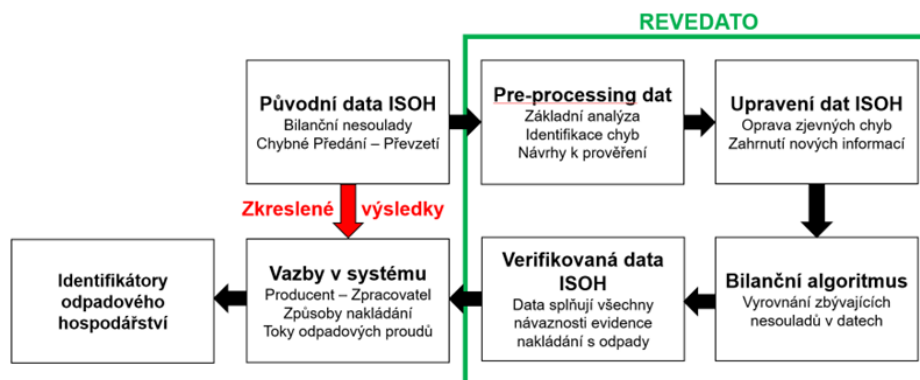 REVEDATO
Původní data ISOH
Bilanční nesoulady
Chybné Předání – Převzetí
Pre-processing dat
Základní analýza
Identifikace chyb
Návrhy k prověření
Upravení dat ISOH
Oprava zjevných chyb
Zahrnutí nových informací
Zkreslené výsledky
Identifikátory
odpadového
hospodářství
Vazby v systému
Producent – Zpracovatel
Způsoby nakládání
Toky odpadových proudů
Verifikovaná data
ISOH
Data splňují všechny
návaznosti evidence
nakládání s odpady
Bilanční algoritmus
Vyrovnání zbývajících
nesouladů v datech